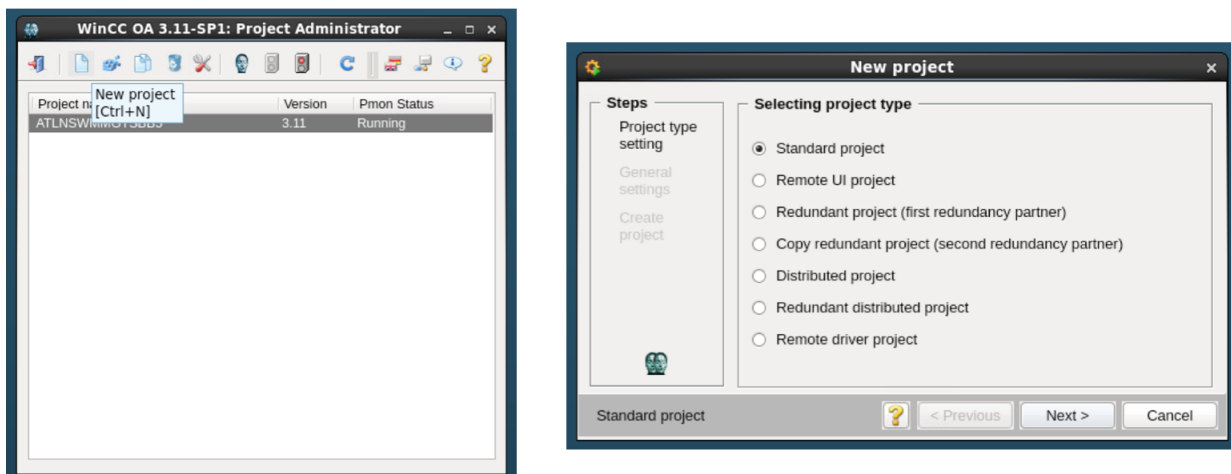 WinCC OA 3.11-SP1: Project Administrator
New project
[Ctrl+N]
Project na
Version
Pmon Status
3.11
Running
New project
Steps
Project type
setting
General
settings
Create
project
Selecting project type
Standard project
Remote UI project
Redundant project (first redundancy partner)
Copy redundant project (second redundancy partner)
Distributed project
Redundant distributed project
Remote driver project
Standard project
< Previous
Next >
Cancel